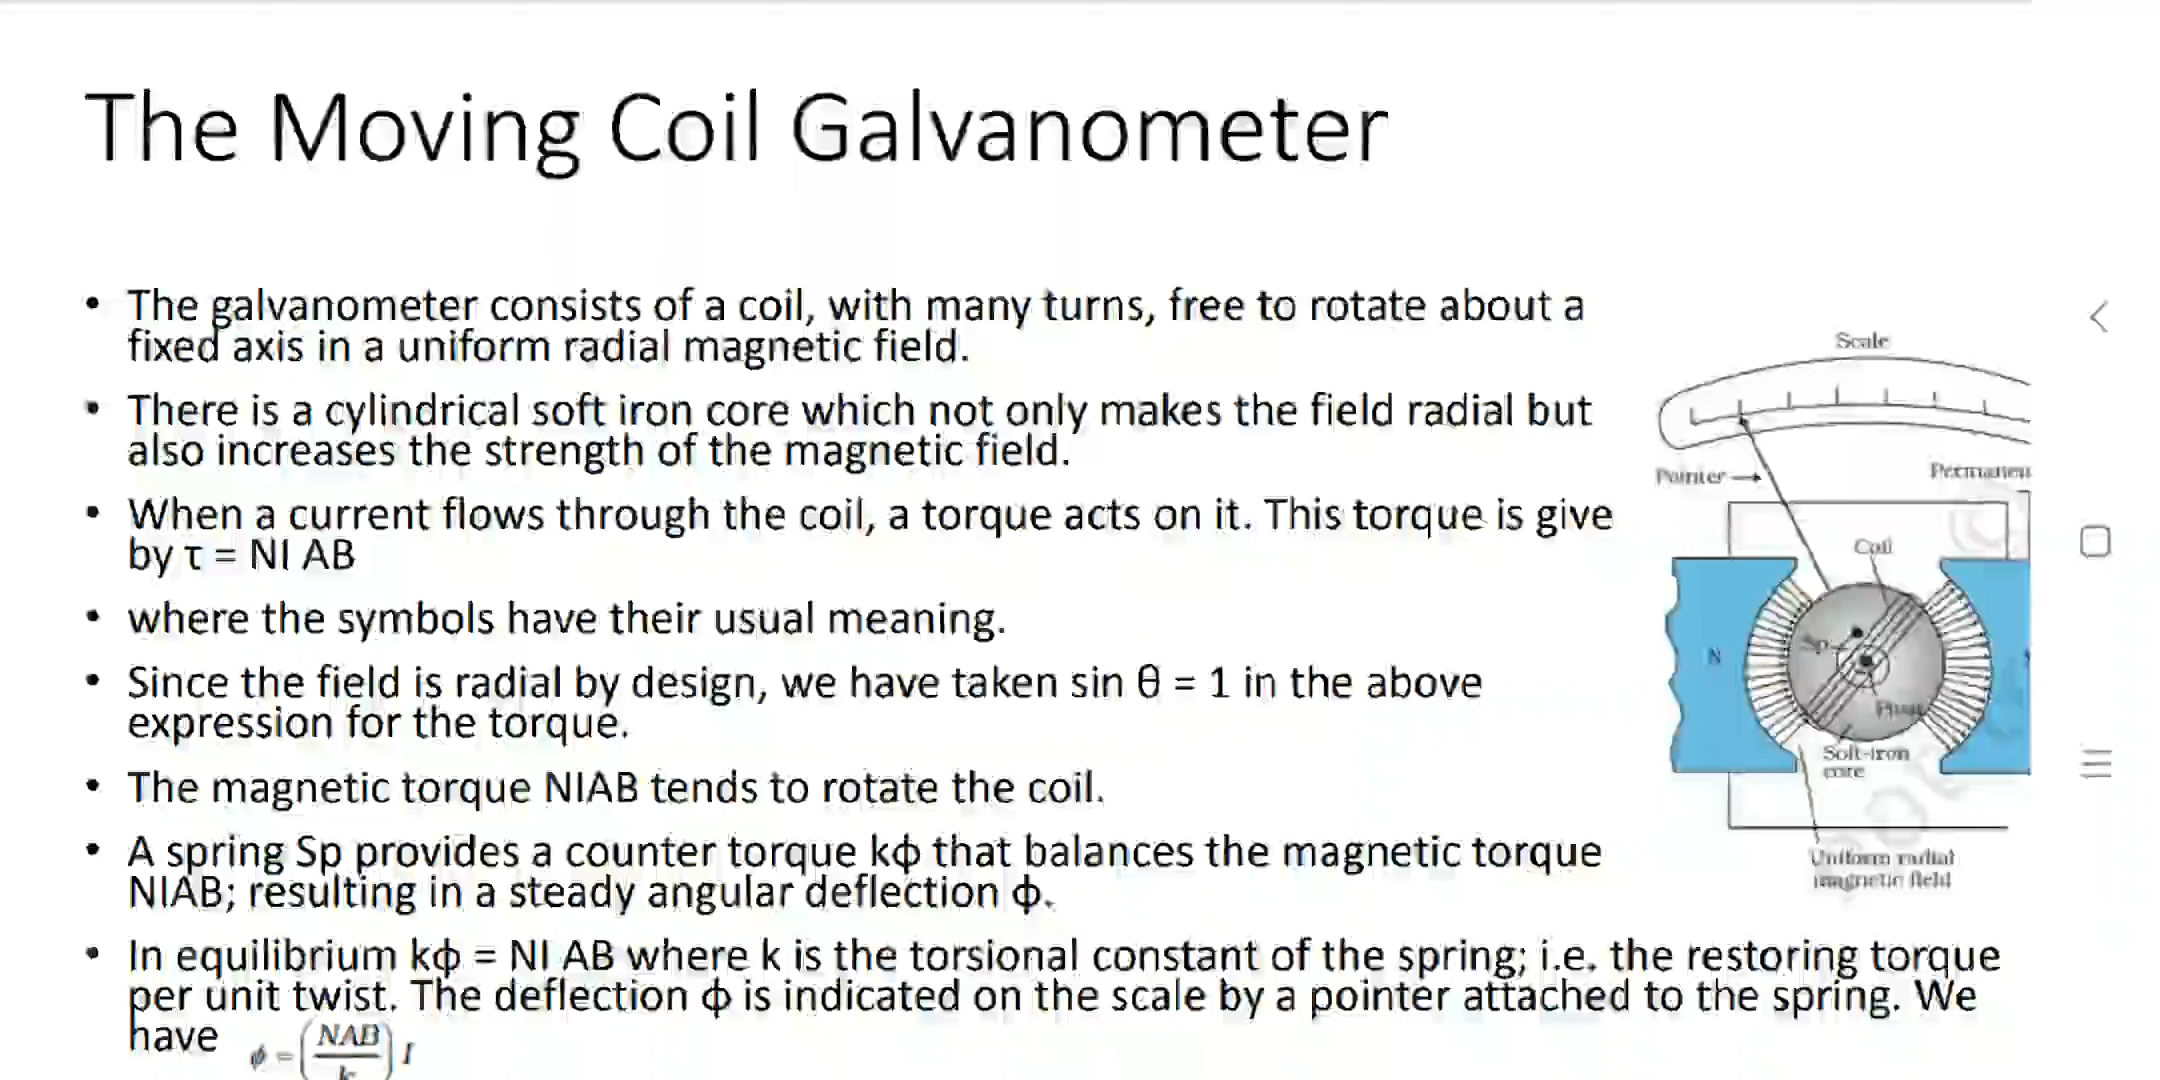 The Moving Coil Galvanometer
• The galvanometer consists of a coil, with many turns, free to rotate about a
fixed axis in a uniform radial magnetic field.
• There is a cylindrical soft iron core which not only makes the field radial but
also increases the strength of the magnetic field.
• When a current flows through the coil, a torque acts on it. This torque is give
by τ = NI AB
• where the symbols have their usual meaning.
• Since the field is radial by design, we have taken sin θ = 1 in the above
expression for the torque.
• The magnetic torque NIAB tends to rotate the coil.
• A spring Sp provides a counter torque kϕ that balances the magnetic torque
NIAB; resulting in a steady angular deflection ϕ.
• In equilibrium kϕ = NI AB where k is the torsional constant of the spring; i.e. the restoring torque
per unit twist. The deflection ϕ is indicated on the scale by a pointer attached to the spring. We
have ϕ = (NAB/k) I
Scale
Pointer
Permanen
Coil
Sp
N
Pivot
Soft-iron
core
Uniform radial
magnetic field